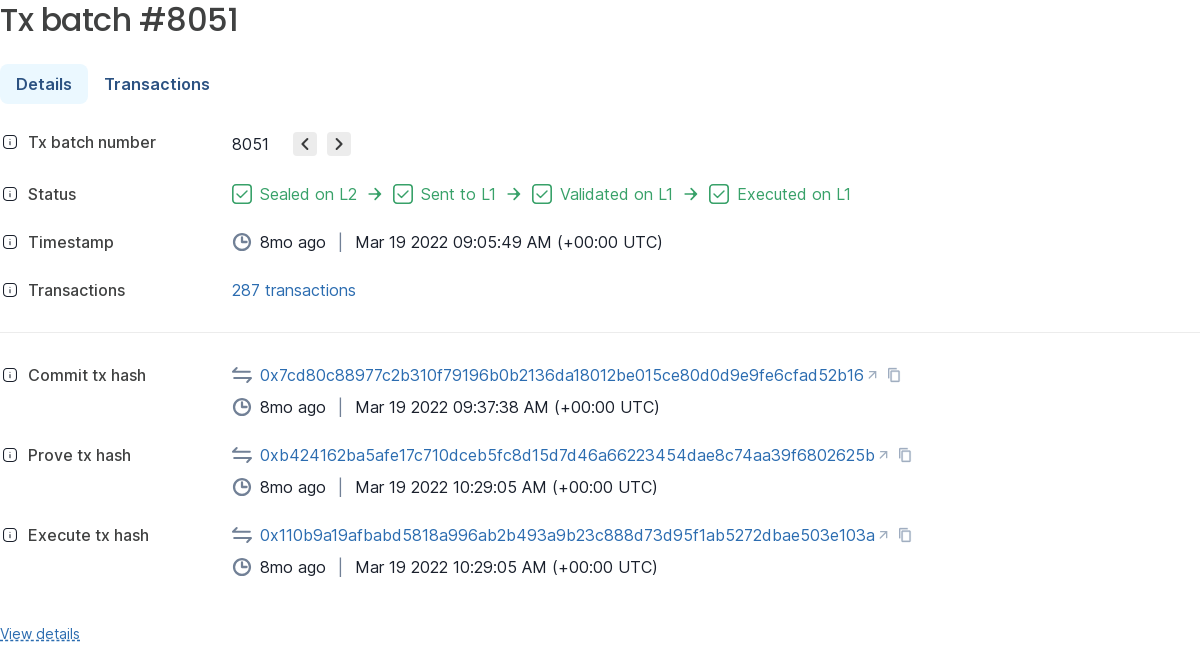 Tx batch #8051
Details Transactions
Tx batch number 8051
Status Sealed on L2 → Sent to L1 → Validated on L1 → Executed on L1
Timestamp 8mo ago | Mar 19 2022 09:05:49 AM (+00:00 UTC)
Transactions 287 transactions
Commit tx hash 0x7cd80c88977c2b310f79196b0b2136da18012be015ce80d0d9e9fe6cfad52b16
8mo ago | Mar 19 2022 09:37:38 AM (+00:00 UTC)
Prove tx hash 0xb424162ba5afe17c710dceb5fc8d15d7d46a66223454dae8c74aa39f6802625b
8mo ago | Mar 19 2022 10:29:05 AM (+00:00 UTC)
Execute tx hash 0x110b9a19afbabd5818a996ab2b493a9b23c888d73d95f1ab5272dbae503e103a
8mo ago | Mar 19 2022 10:29:05 AM (+00:00 UTC)
View details